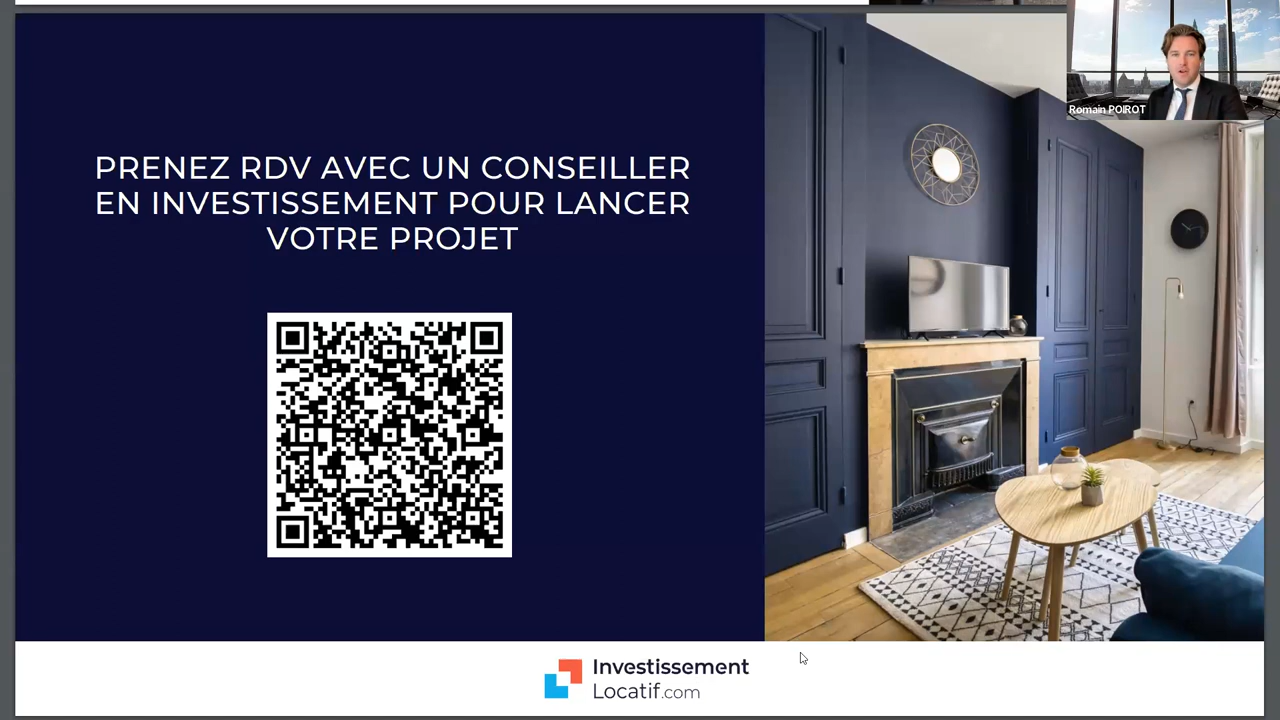 Romain POIROT
PRENEZ RDV AVEC UN CONSEILLER
EN INVESTISSEMENT POUR LANCER
VOTRE PROJET
Investissement
Locatif.com